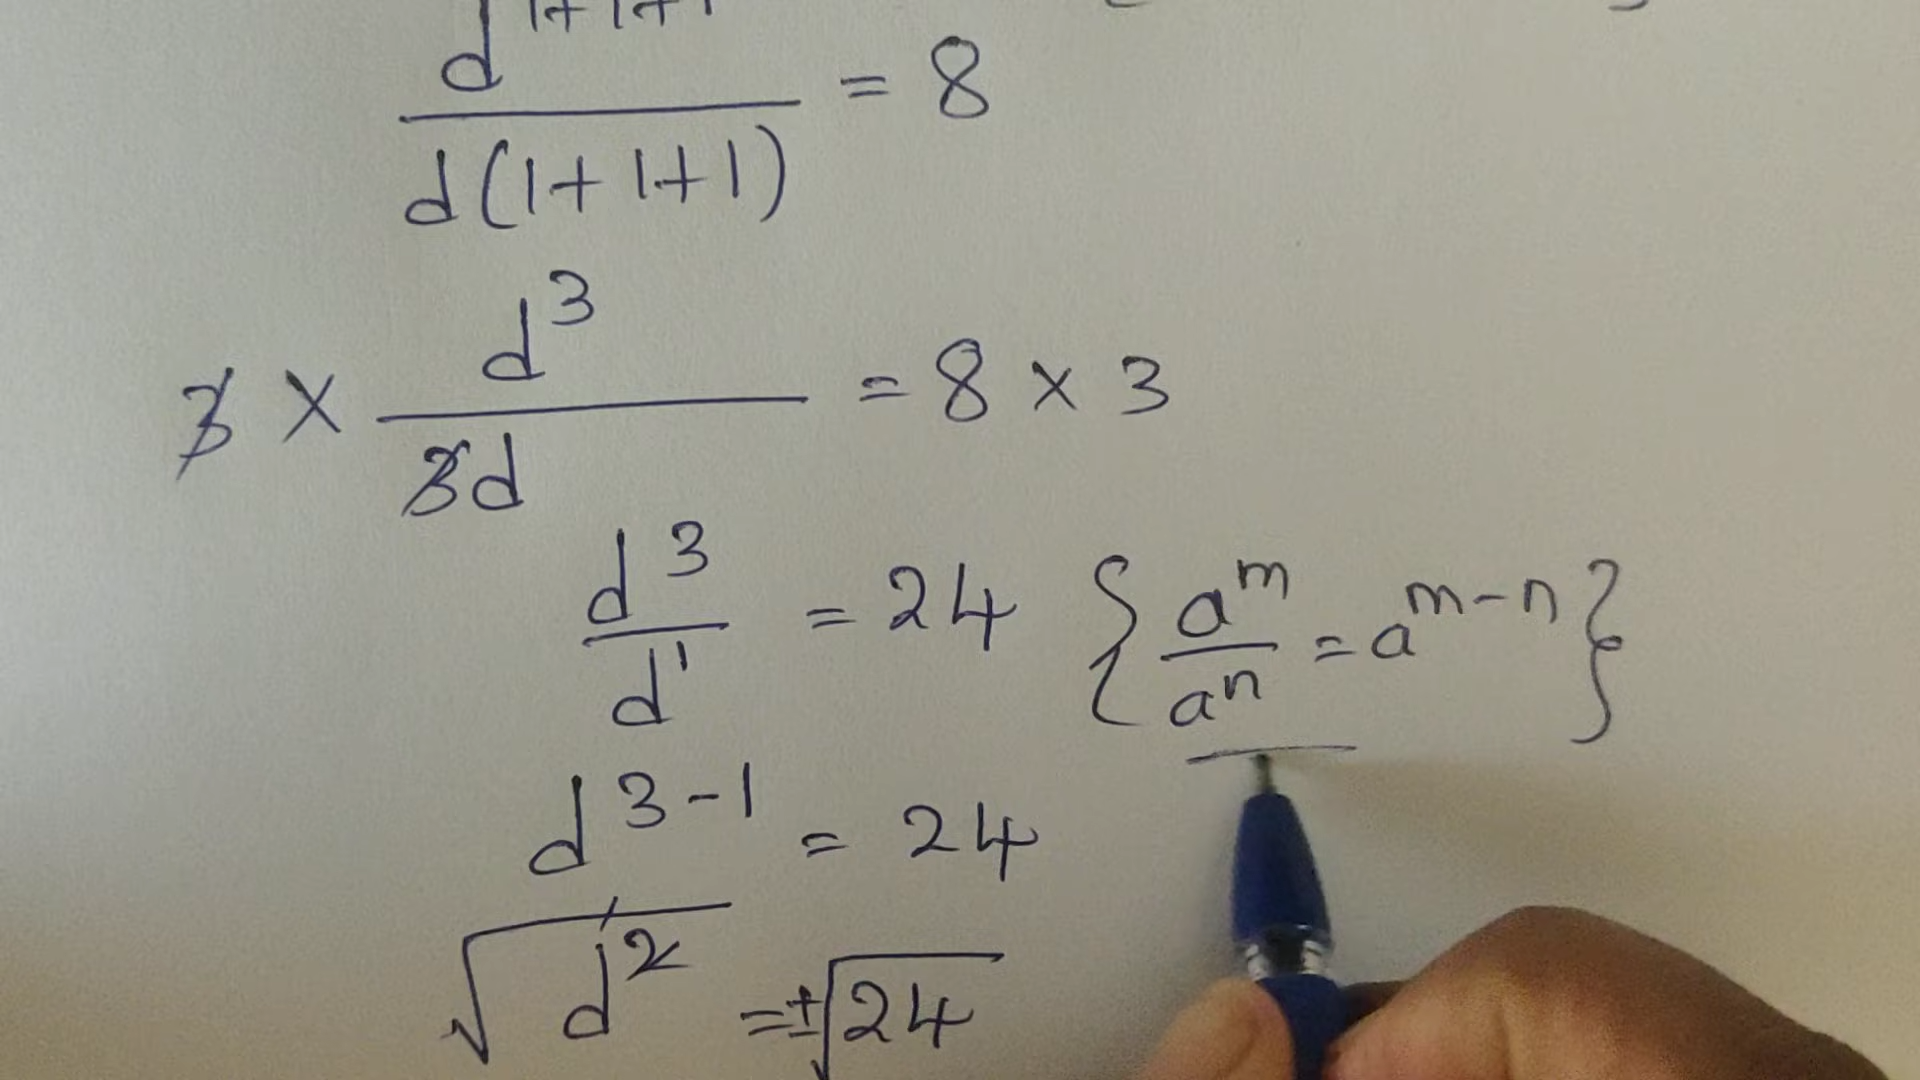 d^1+1+1 / d(1+1+1) = 8
3 × d^3 / 3d = 8 × 3
d^3 / d^1 = 24 { a^m / a^n = a^m-n }
d^3-1 = 24
√d^2 = ±√24